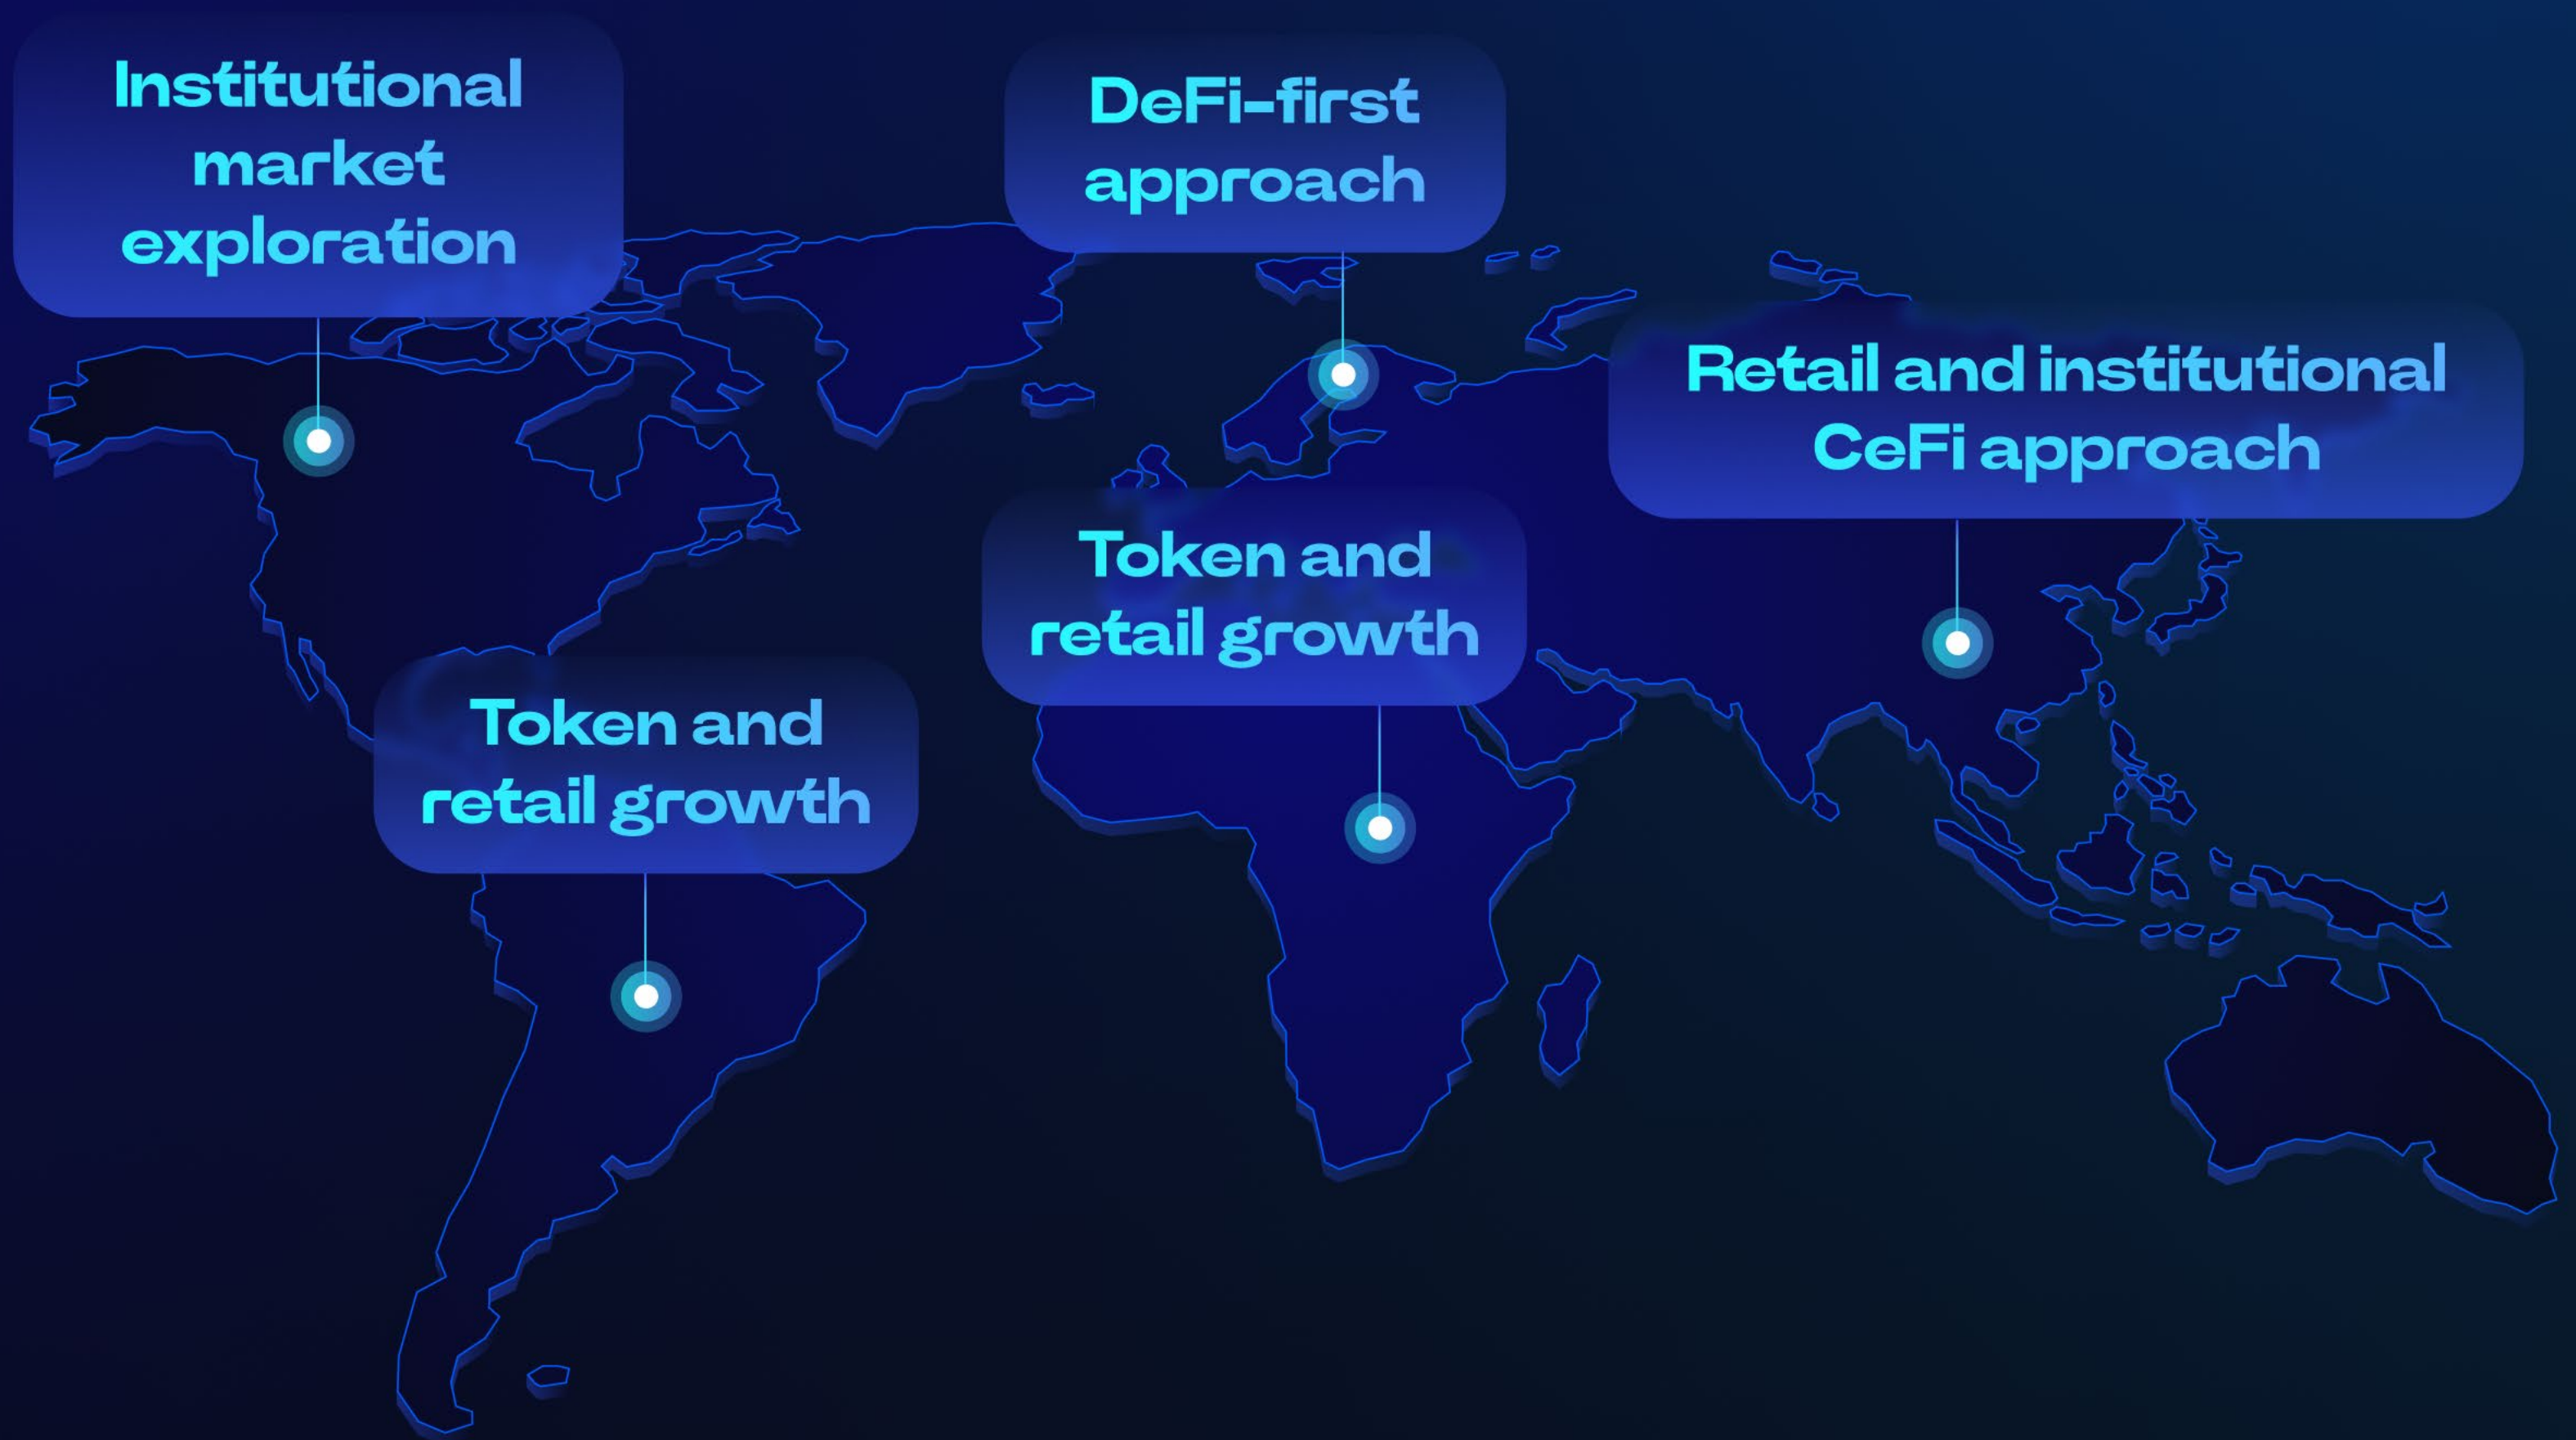 Institutional
market
exploration
DeFi-first
approach
Retail and institutional
CeFi approach
Token and
retail growth
Token and
retail growth